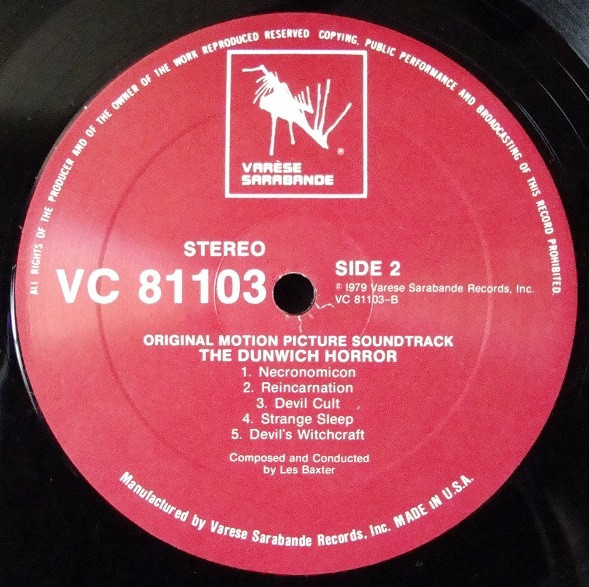 ALL RIGHTS OF THE PRODUCER AND OF THE OWNER OF THE WORK REPRODUCED RESERVED COPYING, PUBLIC PERFORMANCE AND BROADCASTING OF THIS RECORD PROHIBITED.
VARÈSE
SARABANDE
®
STEREO
VC 81103
SIDE 2
℗ 1979 Varese Sarabande Records, Inc.
VC 81103-B
ORIGINAL MOTION PICTURE SOUNDTRACK
THE DUNWICH HORROR
1. Necronomicon
2. Reincarnation
3. Devil Cult
4. Strange Sleep
5. Devil's Witchcraft
Composed and Conducted
by Les Baxter
Manufactured by Varese Sarabande Records, Inc. MADE IN U.S.A.